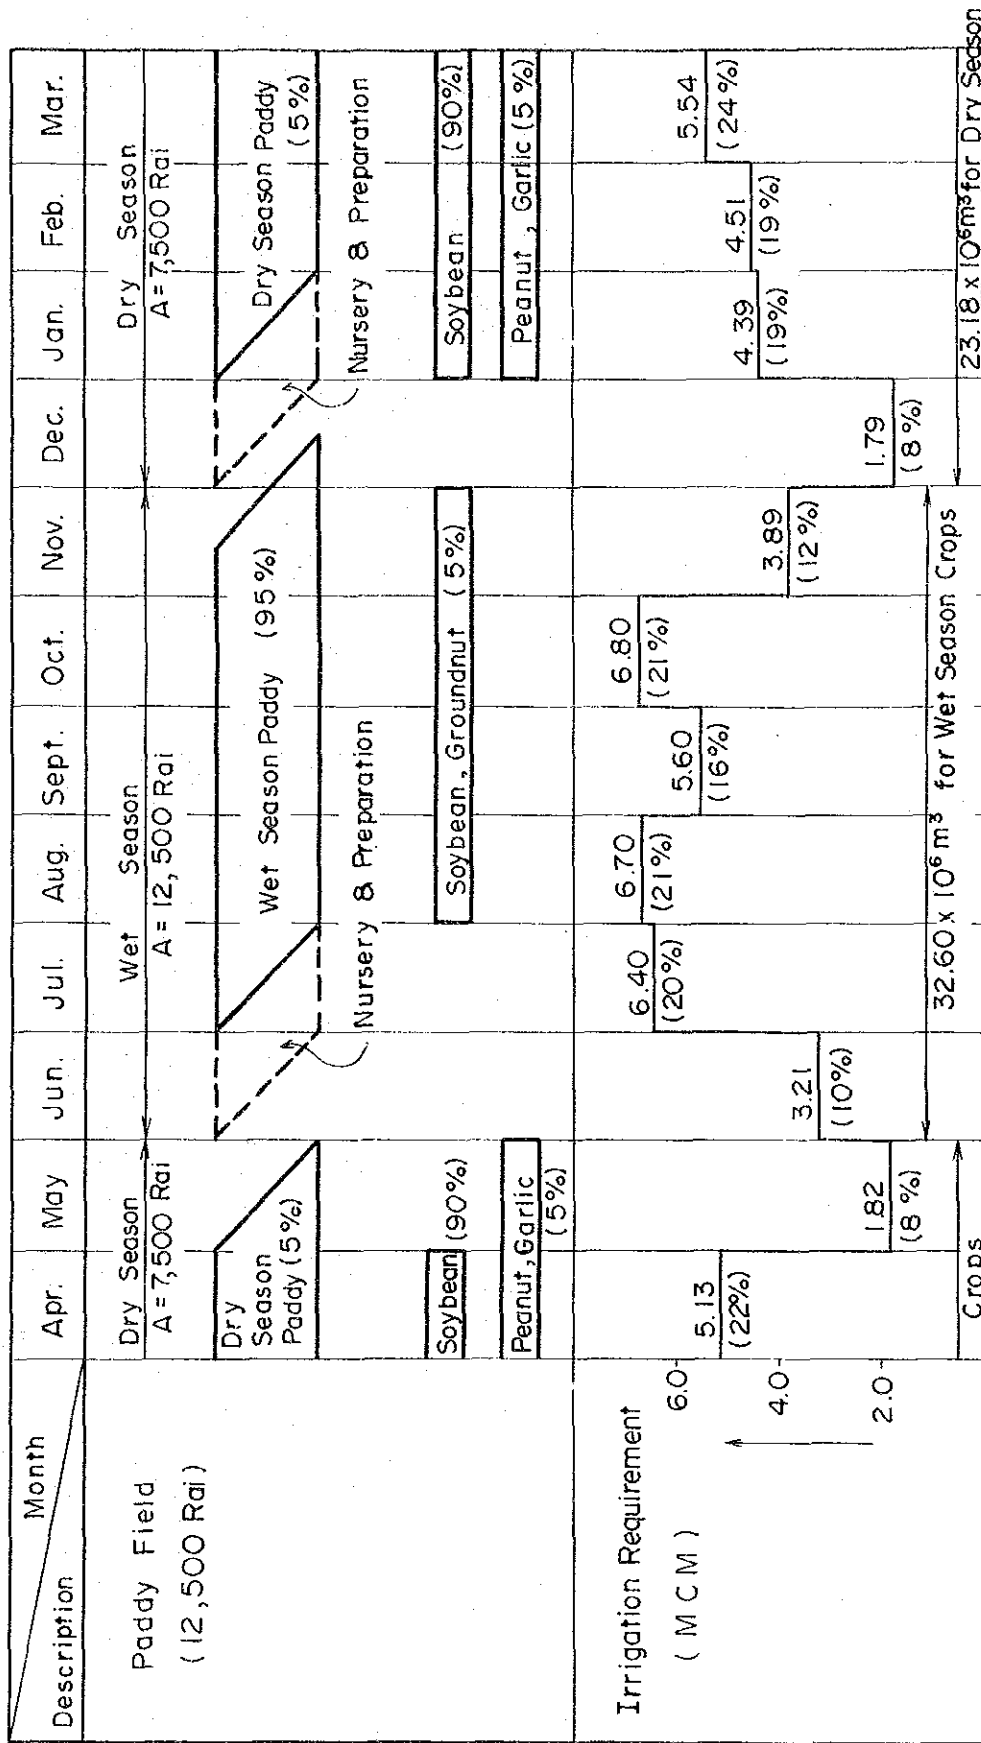 Month
Description
Apr.
May
Jun.
Jul.
Aug.
Sept.
Oct.
Nov.
Dec.
Jan.
Feb.
Mar.
Paddy Field
(12,500 Rai)
Dry Season
A=7,500 Rai
Wet Season
A = 12,500 Rai
Dry Season
A=7,500 Rai
Dry
Season
Paddy (5%)
Wet Season Paddy (95%)
Dry Season Paddy
(5%)
Nursery & Preparation
Nursery & Preparation
Soybean
(90%)
Soybean, Groundnut (5%)
Soybean (90%)
Peanut, Garlic
(5%)
Peanut, Garlic (5%)
Irrigation Requirement
(MCM)
6.0
4.0
2.0
5.13
(22%)
1.82
(8%)
3.21
(10%)
6.40
(20%)
6.70
(21%)
5.60
(16%)
6.80
(21%)
3.89
(12%)
1.79
(8%)
4.39
(19%)
4.51
(19%)
5.54
(24%)
Crops
32.60 x 10⁶ m³ for Wet Season Crops
23.18 x 10⁶m³ for Dry Season